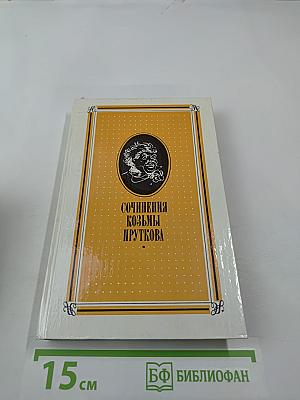 СОЧИНЕНИЯ
КОЗЬМЫ
ПРУТКОВА
15 см
БФ БИБЛИОФАН